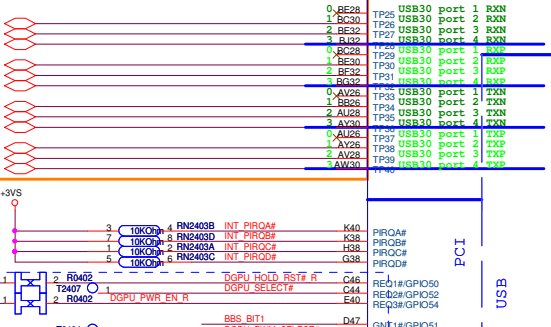 0 BE28 TP25 USB30 port 1 RXN
1 BC30 TP26 USB30 port 2 RXN
2 BE32 TP27 USB30 port 3 RXN
3 BJ32 TP28 USB30 port 4 RXN
0 BC28 TP29 USB30 port 1 RXP
1 BE30 TP30 USB30 port 2 RXP
2 BF32 TP31 USB30 port 3 RXP
3 BG32 TP32 USB30 port 4 RXP
0 AV26 TP33 USB30 port 1 TXN
1 BB26 TP34 USB30 port 2 TXN
2 AU28 TP35 USB30 port 3 TXN
3 AY30 TP36 USB30 port 4 TXN
0 AU26 TP37 USB30 port 1 TXP
1 AY26 TP38 USB30 port 2 TXP
2 AV28 TP39 USB30 port 3 TXP
3 AW30 TP40 USB30 port 4 TXP
+3VS
3 10KOhm 4 RN2403B INT_PIRQA# K40 PIRQA#
7 10KOhm 8 RN2403D INT_PIRQB# K38 PIRQB#
1 10KOhm 2 RN2403A INT_PIRQC# H38 PIRQC#
5 10KOhm 6 RN2403C INT_PIRQD# G38 PIRQD#
PCI
USB
1 2 R0402 DGPU_HOLD_RST#_R C46 REQ1#/GPIO50
T2407 1 DGPU_SELECT# C44 REQ2#/GPIO52
1 2 R0402 DGPU_PWR_EN_R E40 REQ3#/GPIO54
BBS_BIT1 D47 GNT1#/GPIO51